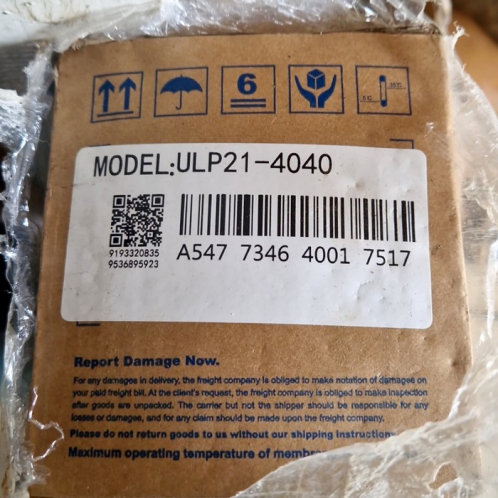 6
MODEL:ULP21-4040
9193320835
9536895923
A547 7346 4001 7517
Report Damage Now.
For any damages in delivery, the freight company is obliged to make notation of damages on
your paid freight bill. At the client's request, the freight company is obliged to make inspection
after goods are unpacked. The carrier but not the shipper should be responsible for any
losses or damages, and for any claim should be made upon the freight company.
Please do not return goods to us without our shipping Instructions
Maximum operating temperature of